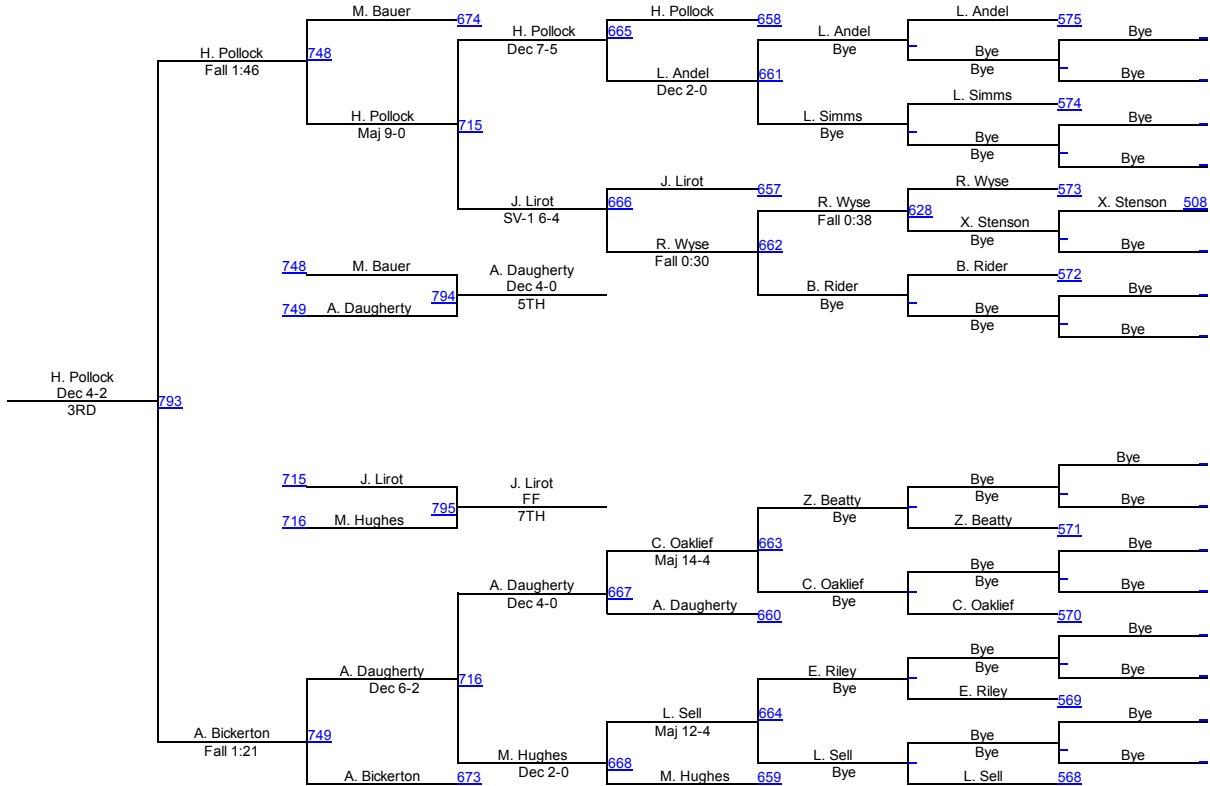 M. Bauer 674 H. Pollock 658 L. Andel 575
H. Pollock 665 L. Andel Bye
Dec 7-5 Bye
H. Pollock 748 Bye
Fall 1:46 L. Andel 661 Bye Bye
Dec 2-0
L. Simms 574
H. Pollock 715 L. Simms Bye
Maj 9-0 Bye Bye
Bye Bye
J. Lirot 657 R. Wyse 573
J. Lirot 666 R. Wyse 628 X. Stenson 508
SV-1 6-4 Fall 0:38 X. Stenson
R. Wyse 662 Bye Bye
Fall 0:30
748 M. Bauer A. Daugherty B. Rider 572
794 Dec 4-0 B. Rider Bye
749 A. Daugherty 5TH Bye Bye
Bye Bye
H. Pollock
Dec 4-2 793
3RD
Bye
715 J. Lirot J. Lirot Bye
795 FF Z. Beatty Bye Bye
716 M. Hughes 7TH Bye Z. Beatty 571
C. Oaklief 663 Bye
Maj 14-4 Bye
A. Daugherty 667 C. Oaklief Bye Bye
Dec 4-0 A. Daugherty 660 Bye C. Oaklief 570
Bye
Bye
A. Daugherty 716 E. Riley Bye Bye
Dec 6-2 Bye E. Riley 569
L. Sell 664 Bye
Maj 12-4
A. Bickerton 749 Bye
Fall 1:21 M. Hughes 668 L. Sell Bye Bye
Dec 2-0 Bye
A. Bickerton 673 M. Hughes 659 L. Sell 568